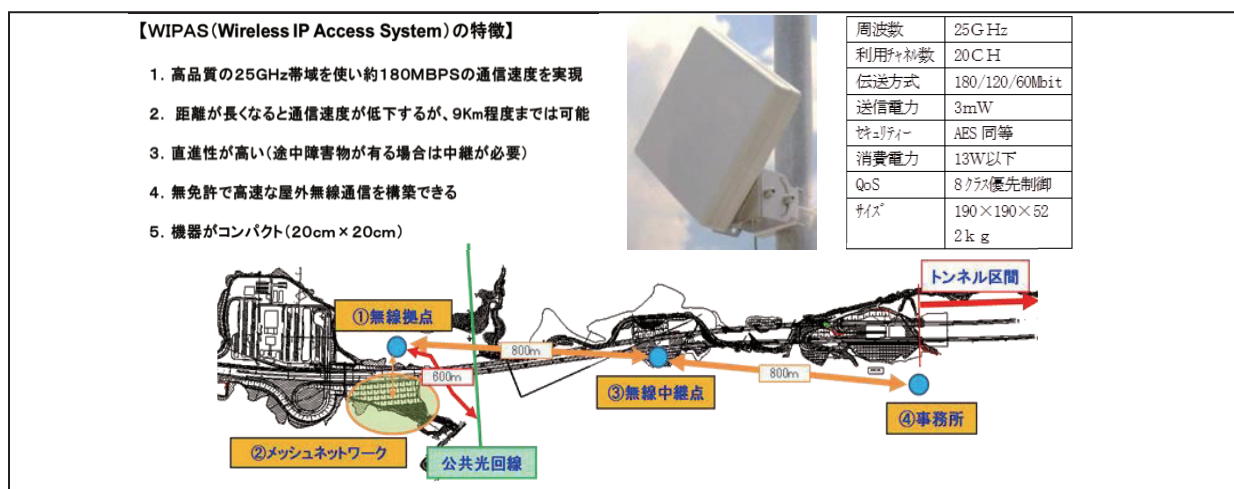 【WIPAS(Wireless IP Access System)の特徴】
1. 高品質の25GHz帯域を使い約180MBPSの通信速度を実現
2. 距離が長くなると通信速度が低下するが、9Km程度までは可能
3. 直進性が高い(途中障害物が有る場合は中継が必要)
4. 無免許で高速な屋外無線通信を構築できる
5. 機器がコンパクト(20cm×20cm)
周波数 25GHz
利用ﾁｬﾈﾙ数 20CH
伝送方式 180/120/60Mbit
送信電力 3mW
ｾｷｭﾘﾃｨｰ AES 同等
消費電力 13W以下
QoS 8ｸﾗｽ優先制御
ｻｲｽﾞ 190×190×52
2kg
トンネル区間
①無線拠点
800m
600m
800m
③無線中継点
④事務所
②メッシュネットワーク
公共光回線